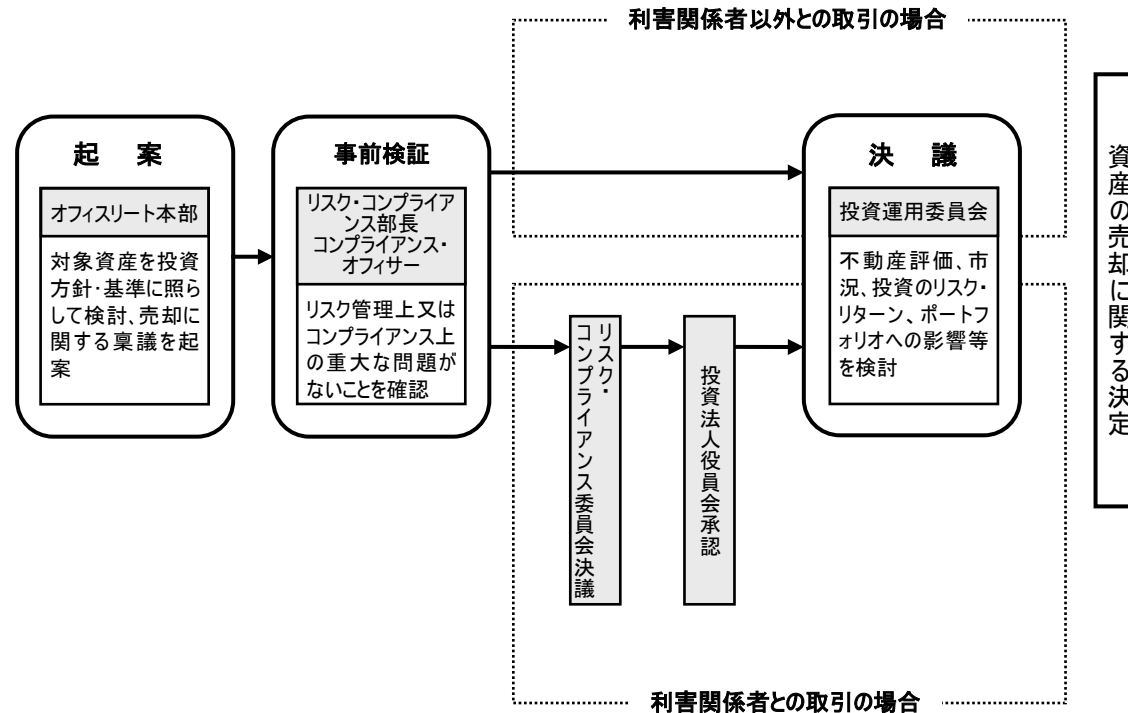 利害関係者以外との取引の場合
起　案
オフィスリート本部
対象資産を投資
方針・基準に照ら
して検討、売却に
関する稟議を起
案
事前検証
リスク・コンプライア
ンス部長
コンプライアンス・
オフィサー
リスク管理上又は
コンプライアンス上
の重大な問題が
ないことを確認
リスク・
コンプライアンス委員会決議
投資法人役員会承認
決　議
投資運用委員会
不動産評価、市
況、投資のリスク・
リターン、ポートフ
ォリオへの影響等
を検討
資産の売却に関する決定
利害関係者との取引の場合